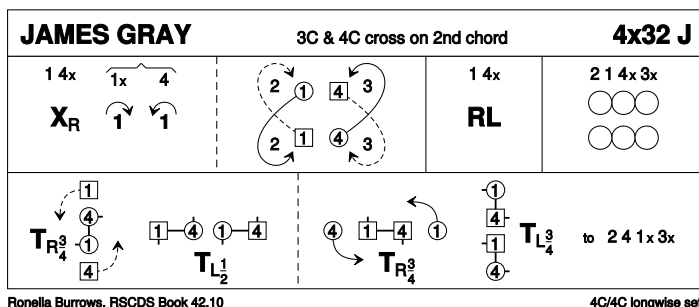 JAMES GRAY 3C & 4C cross on 2nd chord 4x32 J
1 4x 1x 4
XR 1 1
2 1 4 3
2 1 4 3
1 4x
RL
2 1 4x 3x
1
4
TR3/4 1
4
1 4 1 4
TL1/2
4 1 4 1
TR3/4
1
4
1 TL3/4
4
to 2 4 1x 3x
Ronella Burrows, RSCDS Book 42.10 4C/4C longwise set